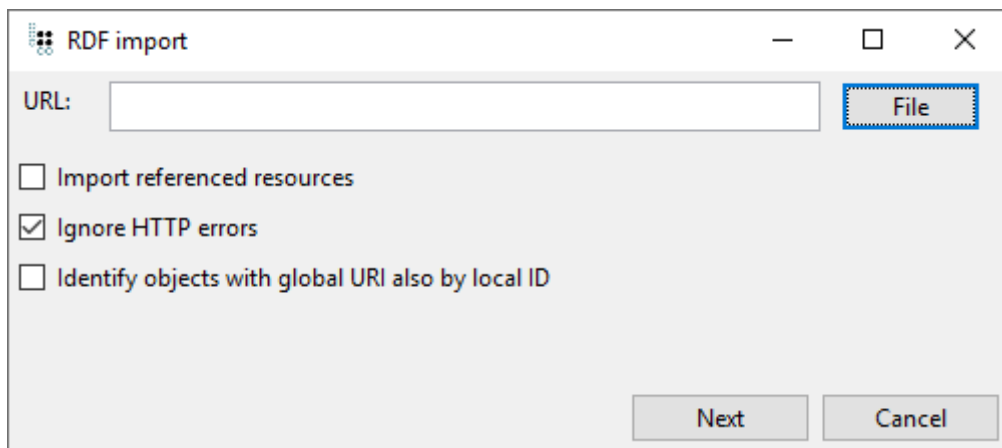 RDF import
URL: File
Import referenced resources
Ignore HTTP errors
Identify objects with global URI also by local ID
Next Cancel